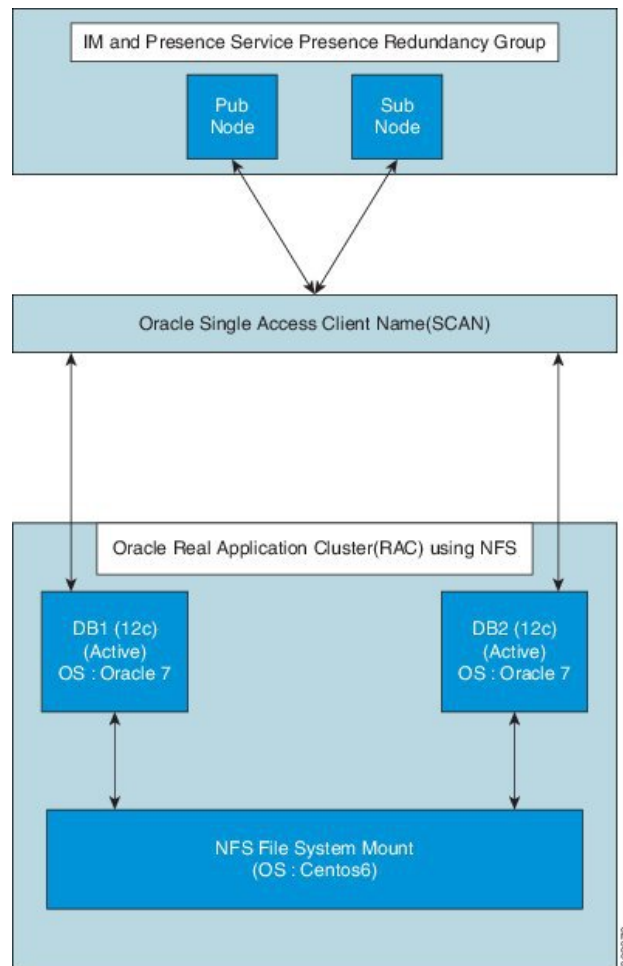 IM and Presence Service Presence Redundancy Group
Pub
Node
Sub
Node
Oracle Single Access Client Name(SCAN)
Oracle Real Application Cluster(RAC) using NFS
DB1 (12c)
(Active)
OS : Oracle 7
DB2 (12c)
(Active)
OS : Oracle 7
NFS File System Mount
(OS : Centos6)